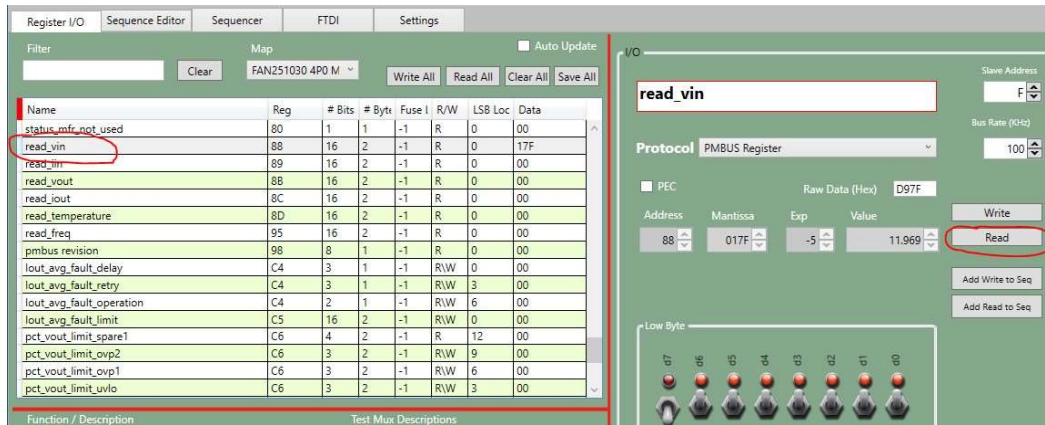 Register I/O Sequence Editor Sequencer FTDI Settings
Filter Map Auto Update
Clear FAN251030 4P0 M Write All Read All Clear All Save All
Name Reg # Bits # Byte Fuse I R/W LSB Loc Data
status_mfr_not_used 80 1 1 -1 R 0 00
read_vin 88 16 2 -1 R 0 17F
read_iin 89 16 2 -1 R 0 00
read_vout 8B 16 2 -1 R 0 00
read_iout 8C 16 2 -1 R 0 00
read_temperature 8D 16 2 -1 R 0 00
read_freq 95 16 2 -1 R 0 00
pmbus revision 98 8 1 -1 R 0 00
Iout_avg_fault_delay C4 3 1 -1 R\W 0 00
Iout_avg_fault_retry C4 3 1 -1 R\W 3 00
Iout_avg_fault_operation C4 2 1 -1 R\W 6 00
Iout_avg_fault_limit C5 16 2 -1 R\W 0 00
pct_vout_limit_spare1 C6 4 2 -1 R 12 00
pct_vout_limit_ovp2 C6 3 2 -1 R\W 9 00
pct_vout_limit_ovp1 C6 3 2 -1 R\W 6 00
pct_vout_limit_uvlo C6 3 2 -1 R\W 3 00
Function / Description Test Mux Descriptions
I/O
read_vin
Slave Address
F
Bus Rate (KHz)
100
Protocol PMBUS Register
PEC Raw Data (Hex) D97F
Address Mantissa Exp Value
88 017F -5 11.969
Write
Read
Add Write to Seq
Add Read to Seq
Low Byte
d7 d6 d5 d4 d3 d2 d1 d0